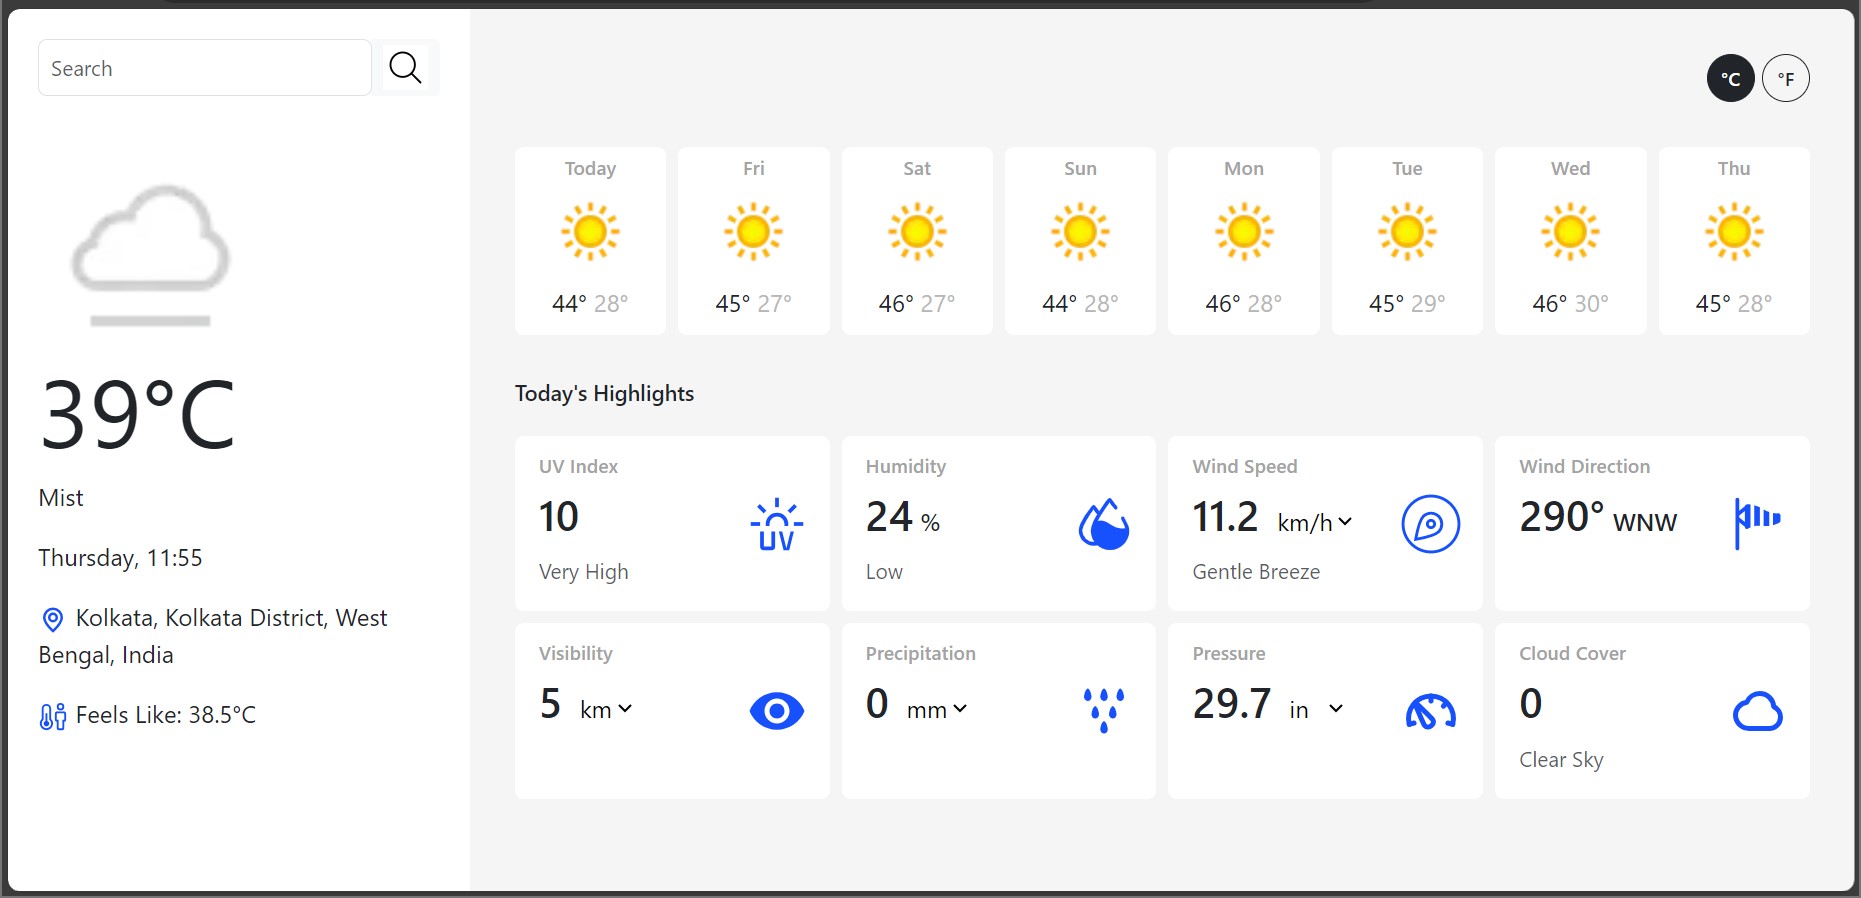 Search
°C °F
39°C
Mist
Thursday, 11:55
Kolkata, Kolkata District, West
Bengal, India
Feels Like: 38.5°C
Today Fri Sat Sun Mon Tue Wed Thu
44° 28° 45° 27° 46° 27° 44° 28° 46° 28° 45° 29° 46° 30° 45° 28°
Today's Highlights
UV Index
10
UV
Very High
Humidity
24 %
Low
Wind Speed
11.2 km/h
Gentle Breeze
Wind Direction
290° WNW
Visibility
5 km
Precipitation
0 mm
Pressure
29.7 in
Cloud Cover
0
Clear Sky